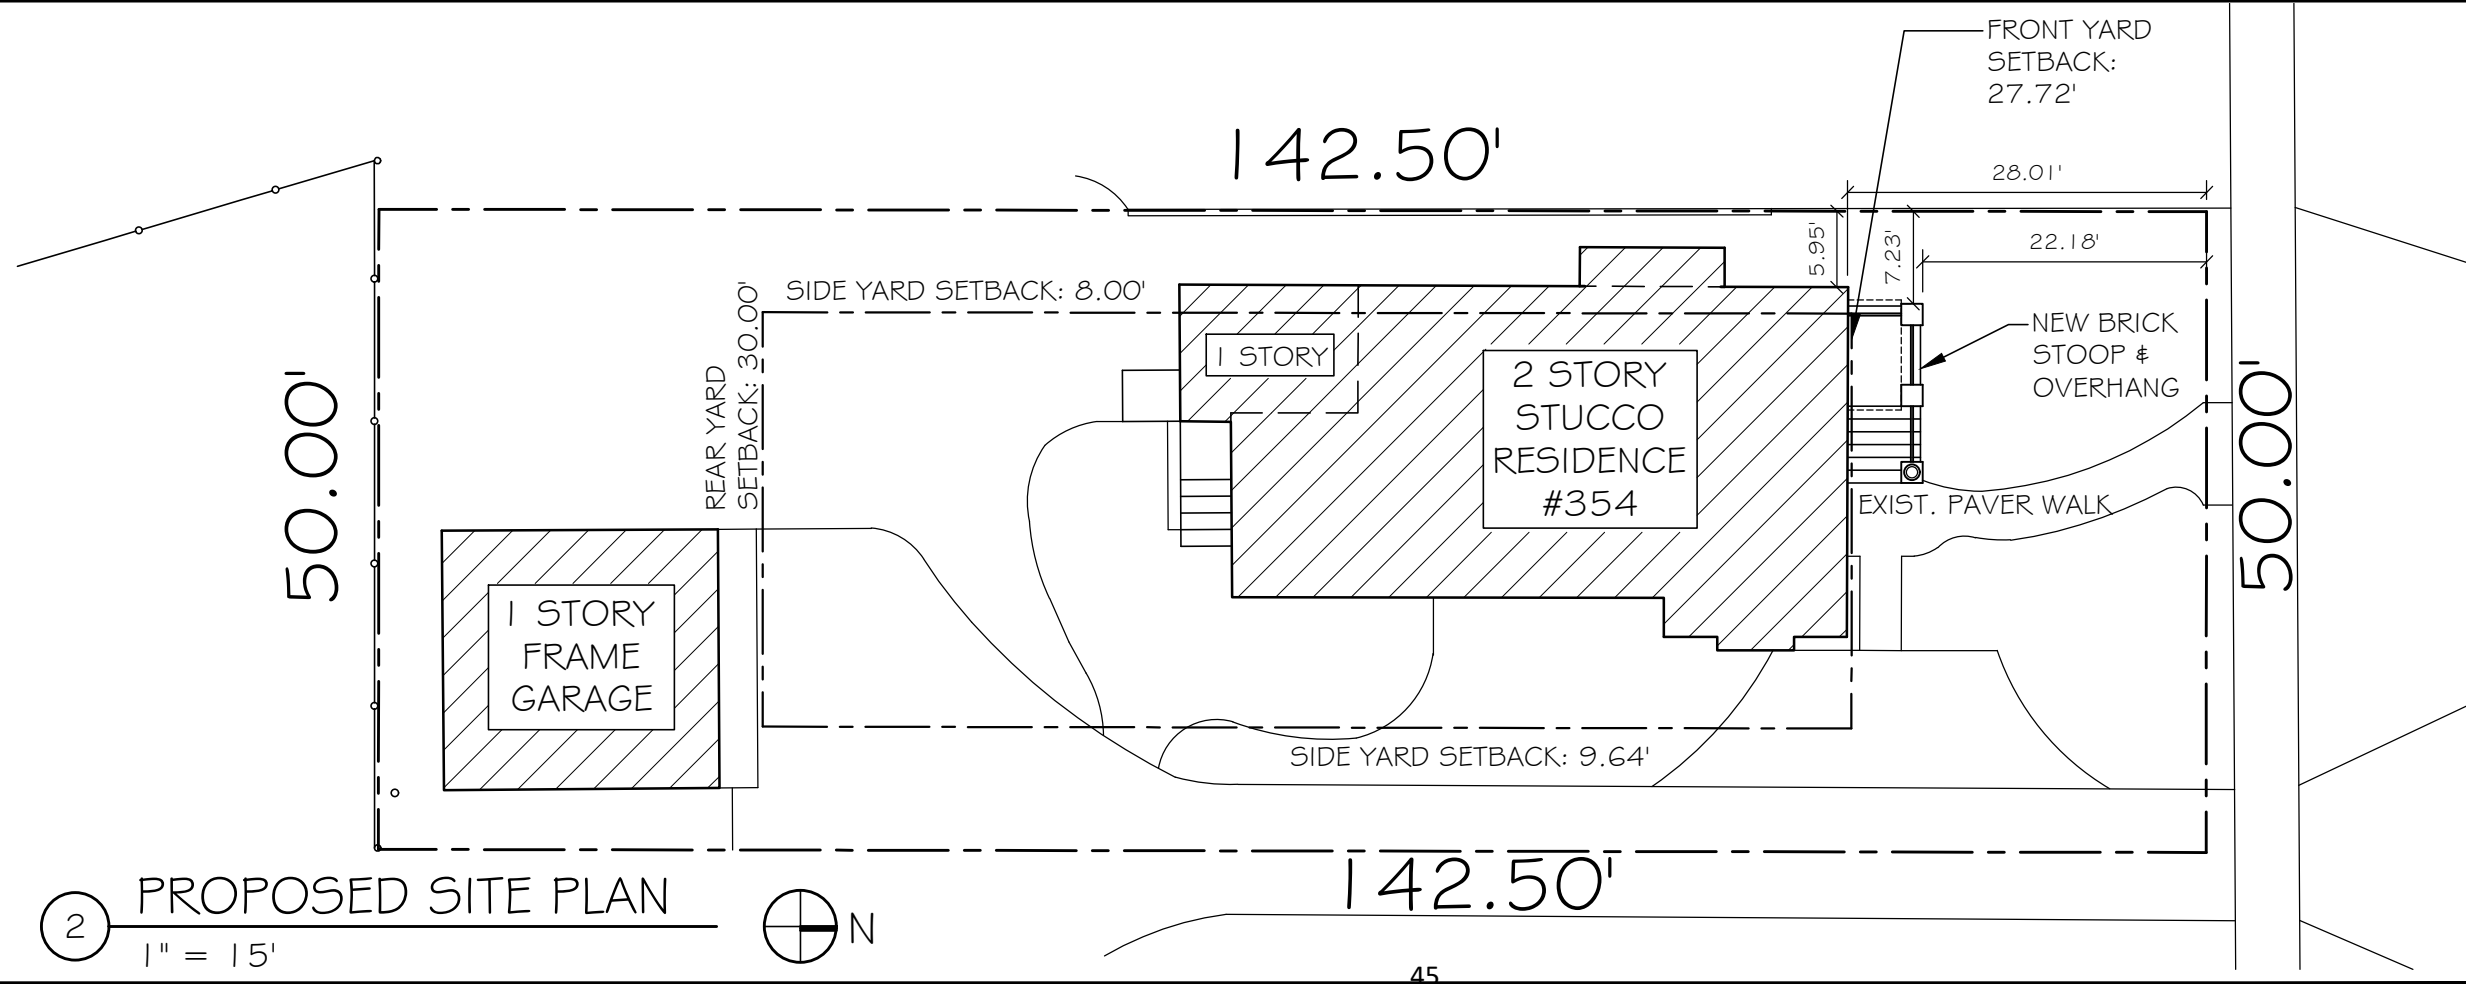 FRONT YARD
SETBACK:
27.72'
142.50'
28.01'
5.95'
7.23'
22.18'
SIDE YARD SETBACK: 8.00'
REAR YARD
SETBACK: 30.00'
1 STORY
2 STORY
STUCCO
RESIDENCE
#354
NEW BRICK
STOOP &
OVERHANG
50.00'
50.00'
EXIST. PAVER WALK
1 STORY
FRAME
GARAGE
SIDE YARD SETBACK: 9.64'
142.50'
2
PROPOSED SITE PLAN
1" = 15'
N
45